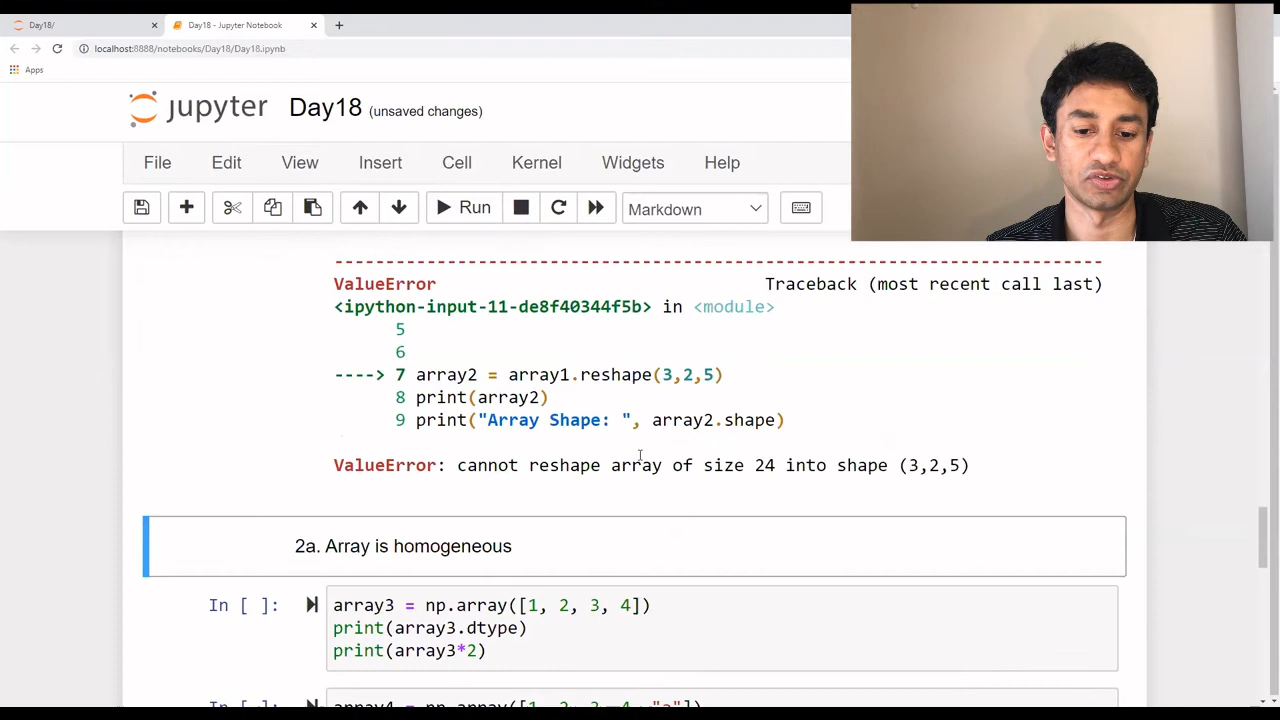 Day18/
Day18 - Jupyter Notebook
localhost:8888/notebooks/Day18/Day18.ipynb
Apps
jupyter Day18 (unsaved changes)
File Edit View Insert Cell Kernel Widgets Help
Run Markdown
---------------------------------------------------------------------------
ValueError Traceback (most recent call last)
<ipython-input-11-de8f40344f5b> in <module>
5
6
----> 7 array2 = array1.reshape(3,2,5)
8 print(array2)
9 print("Array Shape: ", array2.shape)
ValueError: cannot reshape array of size 24 into shape (3,2,5)
2a. Array is homogeneous
In [ ]: array3 = np.array([1, 2, 3, 4])
print(array3.dtype)
print(array3*2)
In [ ]: array4 = np.array([1, 2, 3, 4, "a"])